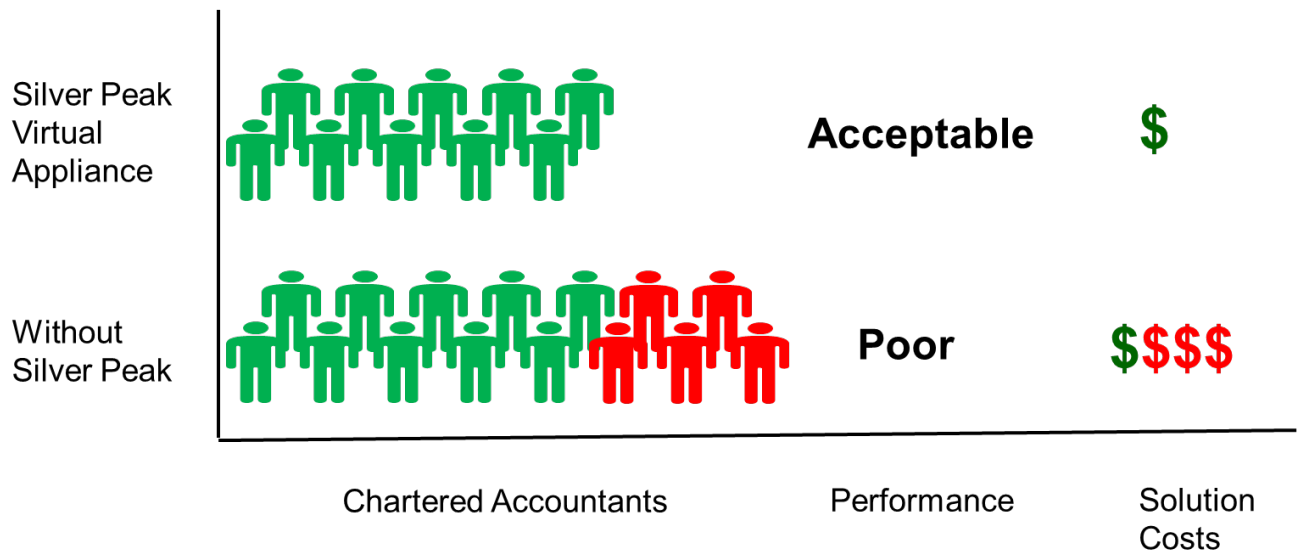 Silver Peak
Virtual
Appliance
Acceptable
$
Without
Silver Peak
Poor
$$$$
Chartered Accountants
Performance
Solution
Costs